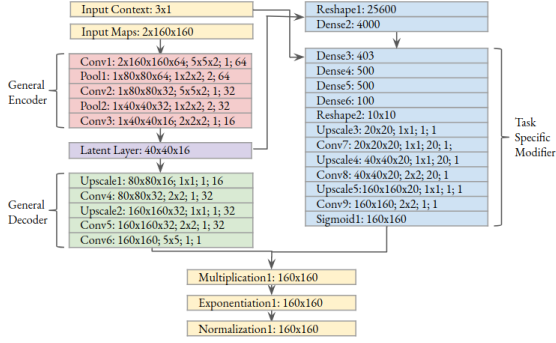 Input Context: 3x1
Input Maps: 2x160x160
General
Encoder
Conv1: 2x160x160x64; 5x5x2; 1; 64
Pool1: 1x80x80x64; 1x2x2; 2; 64
Conv2: 1x80x80x32; 5x5x2; 1; 32
Pool2: 1x40x40x32; 1x2x2; 2; 32
Conv3: 1x40x40x16; 2x2x2; 1; 16
Latent Layer: 40x40x16
General
Decoder
Upscale1: 80x80x16; 1x1; 1; 16
Conv4: 80x80x32; 2x2; 1; 32
Upscale2: 160x160x32; 1x1; 1; 32
Conv5: 160x160x32; 2x2; 1; 32
Conv6: 160x160; 5x5; 1; 1
Reshape1: 25600
Dense2: 4000
Dense3: 403
Dense4: 500
Dense5: 500
Dense6: 100
Reshape2: 10x10
Upscale3: 20x20; 1x1; 1; 1
Conv7: 20x20x20; 1x1; 20; 1;
Upscale4: 40x40x20; 1x1; 20; 1
Conv8: 40x40x20; 2x2; 20; 1
Upscale5:160x160x20; 1x1; 1; 1
Conv9: 160x160; 2x2; 1; 1
Sigmoid1: 160x160
Task
Specific
Modifier
Multiplication1: 160x160
Exponentiation1: 160x160
Normalization1: 160x160